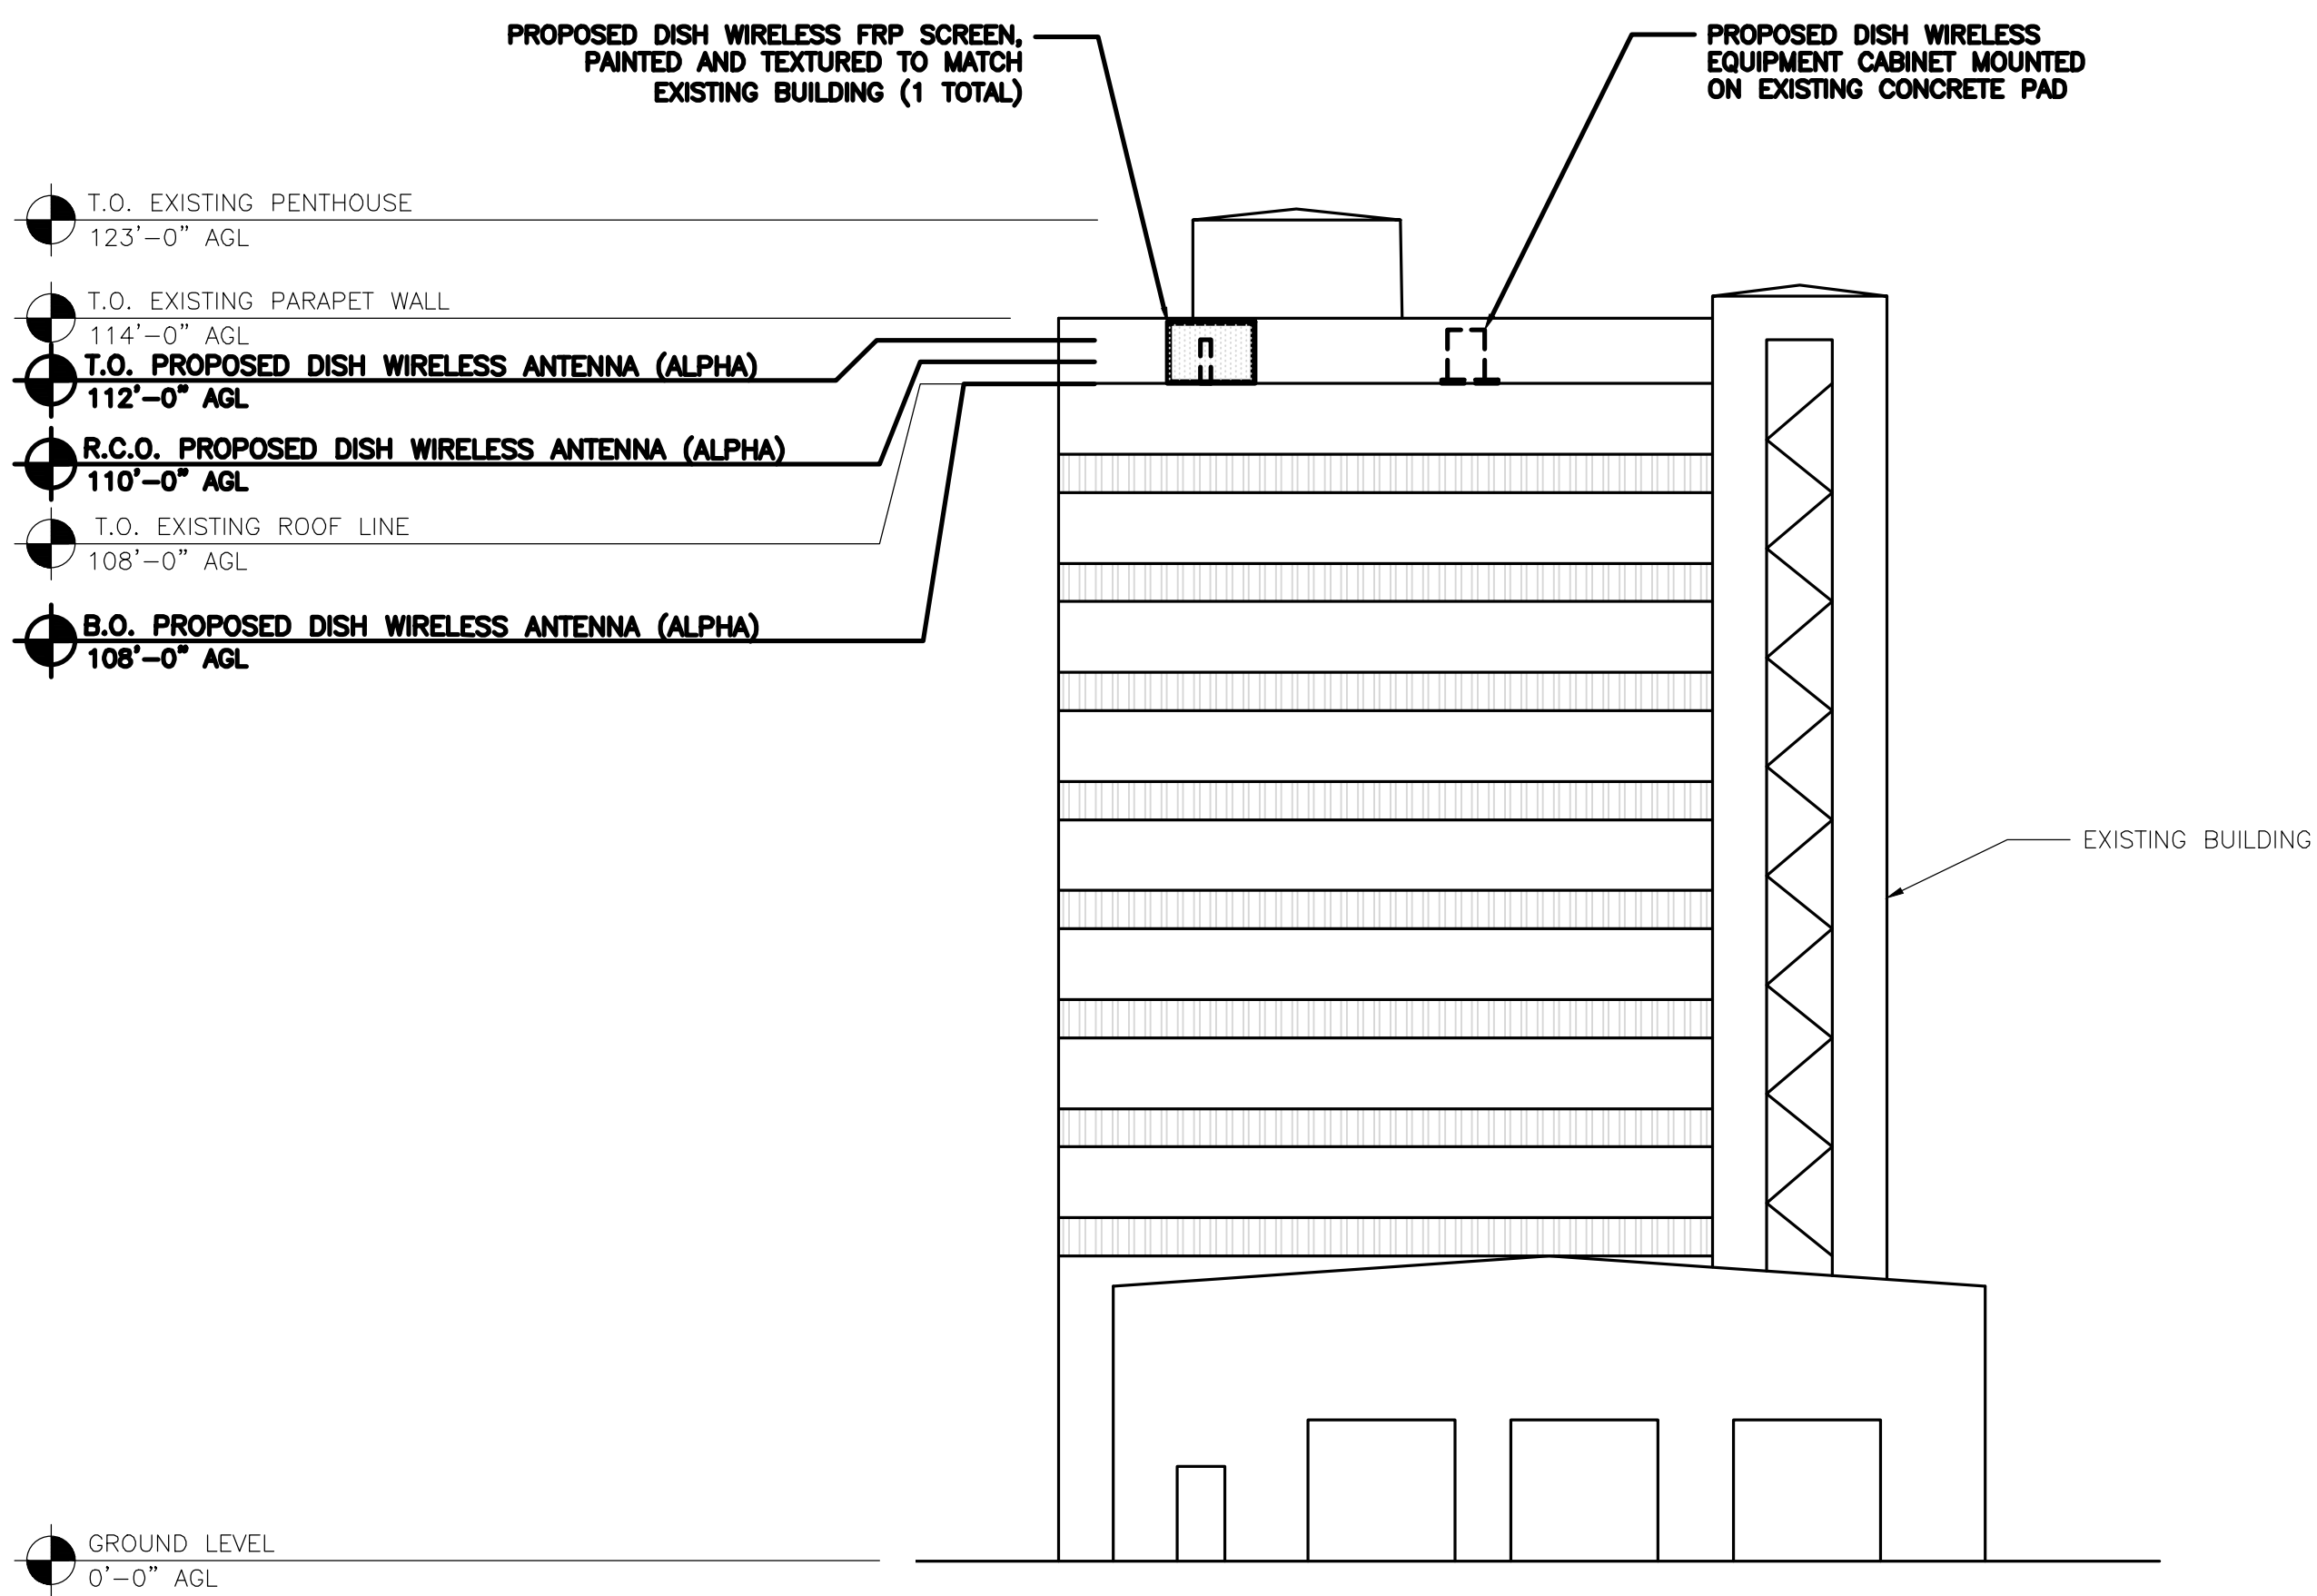 PROPOSED DISH WIRELESS FRP SCREEN,
PAINTED AND TEXTURED TO MATCH
EXISTING BUILDING (1 TOTAL)
PROPOSED DISH WIRELESS
EQUIPMENT CABINET MOUNTED
ON EXISTING CONCRETE PAD
T.O. EXISTING PENTHOUSE
123'-0" AGL
T.O. EXISTING PARAPET WALL
114'-0" AGL
T.O. PROPOSED DISH WIRELESS ANTENNA (ALPHA)
112'-0" AGL
R.C.O. PROPOSED DISH WIRELESS ANTENNA (ALPHA)
110'-0" AGL
T.O. EXISTING ROOF LINE
108'-0" AGL
B.O. PROPOSED DISH WIRELESS ANTENNA (ALPHA)
108'-0" AGL
EXISTING BUILDING
GROUND LEVEL
0'-0" AGL